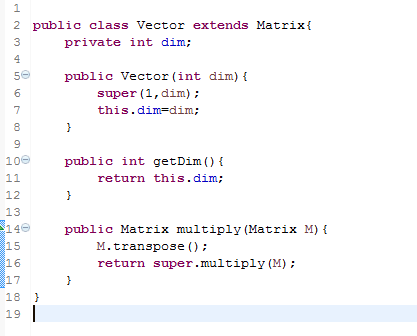 1
2 public class Vector extends Matrix{
3     private int dim;
4
5     public Vector(int dim){
6         super(1,dim);
7         this.dim=dim;
8     }
9
10     public int getDim(){
11         return this.dim;
12     }
13
14     public Matrix multiply(Matrix M){
15         M.transpose();
16         return super.multiply(M);
17     }
18 }
19